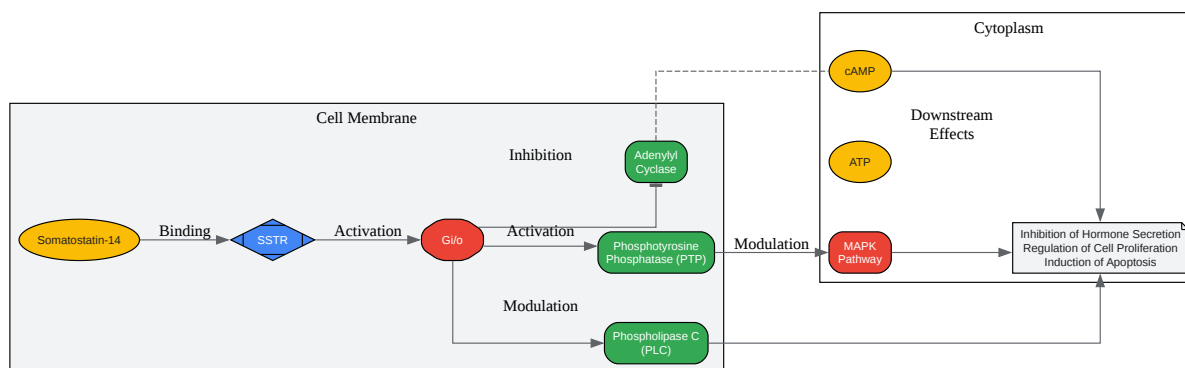 Cytoplasm
cAMP
Downstream
Effects
Cell Membrane
Inhibition
Adenylyl
Cyclase
ATP
Somatostatin-14
Binding
SSTR
Activation
Gi/o
Activation
Phosphotyrosine
Phosphatase (PTP)
Modulation
MAPK
Pathway
Inhibition of Hormone Secretion
Regulation of Cell Proliferation
Induction of Apoptosis
Modulation
Phospholipase C
(PLC)